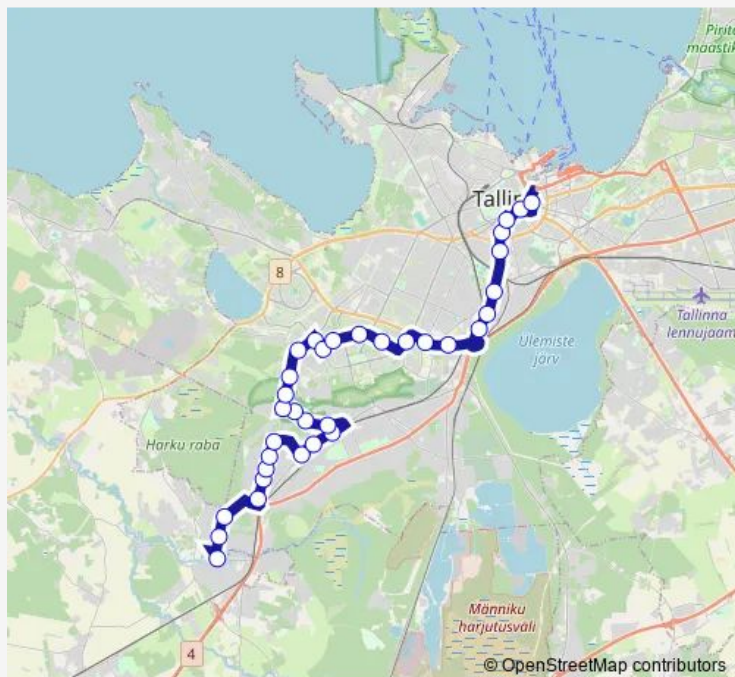 Pirita
maastik
Tallinn
8
Tallinna
lennujaam
Ülemiste
järv
Harku raba
Männiku
harjutusväli
4
© OpenStreetMap contributors